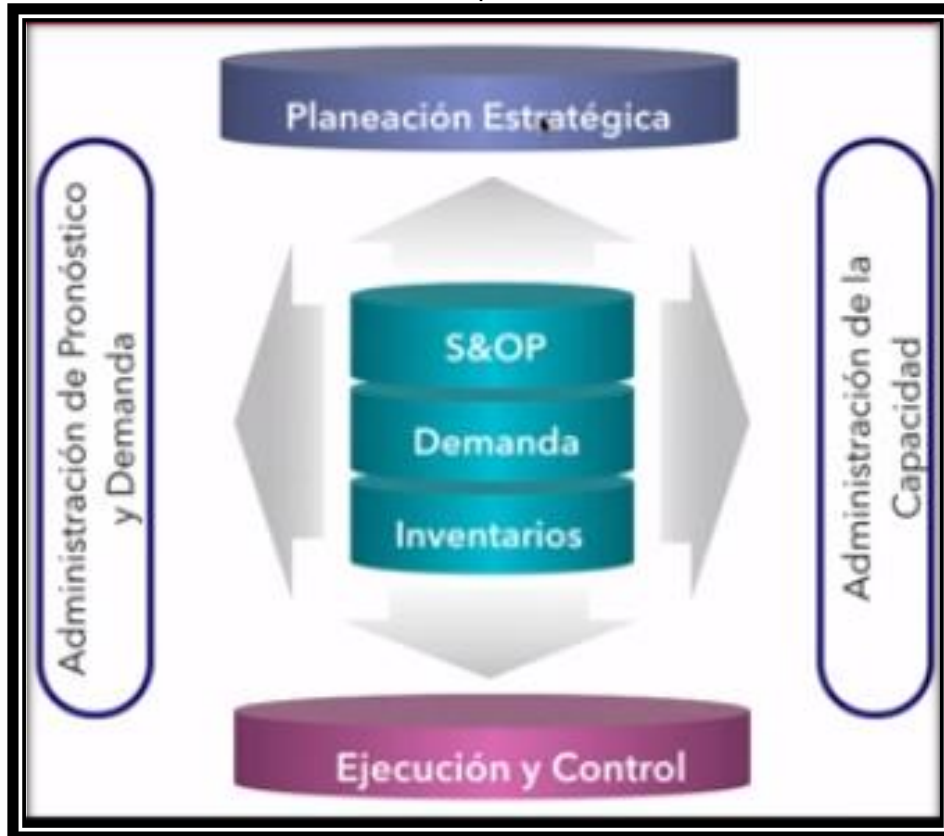 Planeación Estratégica
Administración de Pronóstico
y Demanda
S&OP
Demanda
Inventarios
Administración de la
Capacidad
Ejecución y Control